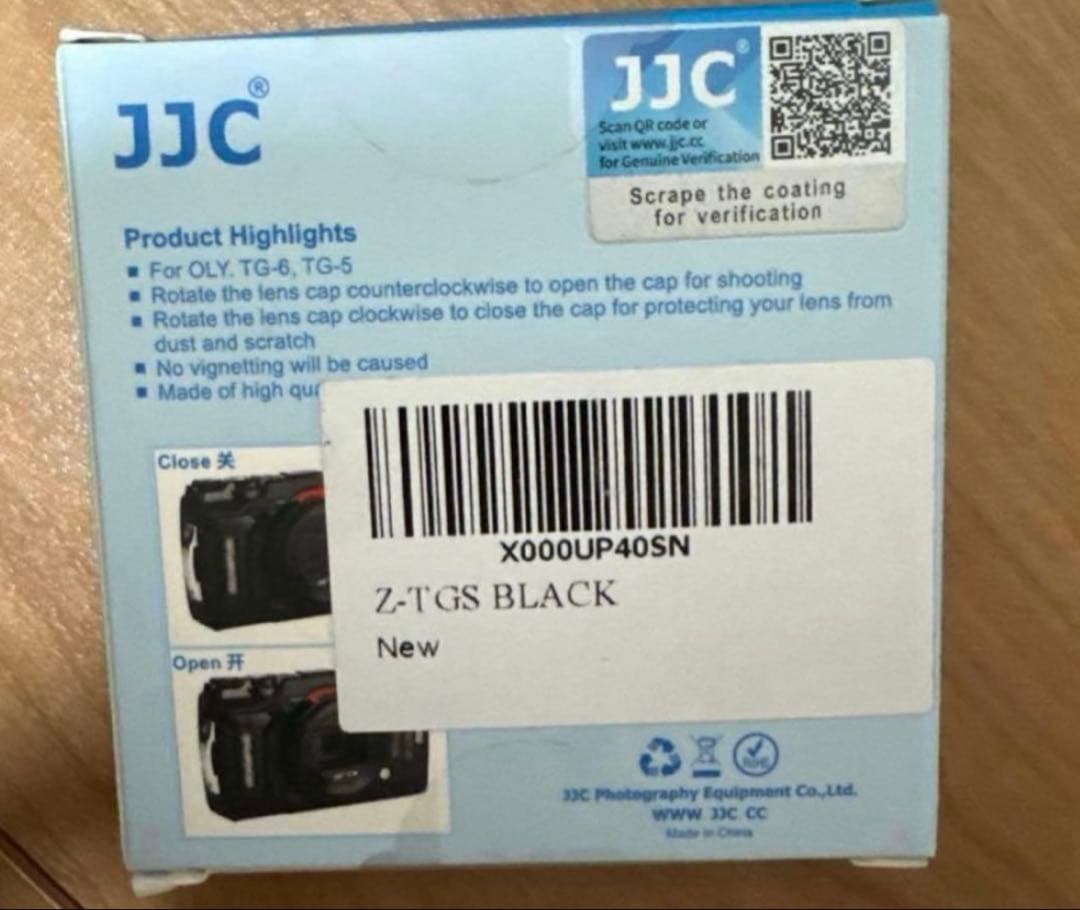 JJC®
JJC®
Scan QR code or
visit www.jjc.cc
for Genuine Verification
Scrape the coating
for verification
Product Highlights
▪ For OLY. TG-6, TG-5
▪ Rotate the lens cap counterclockwise to open the cap for shooting
▪ Rotate the lens cap clockwise to close the cap for protecting your lens from
dust and scratch
▪ No vignetting will be caused
▪ Made of high qua
Close 关
X000UP40SN
Z-TGS BLACK
New
Open 开
RoHS
JJC Photography Equipment Co.,Ltd.
WWW JJC CC
Made in China